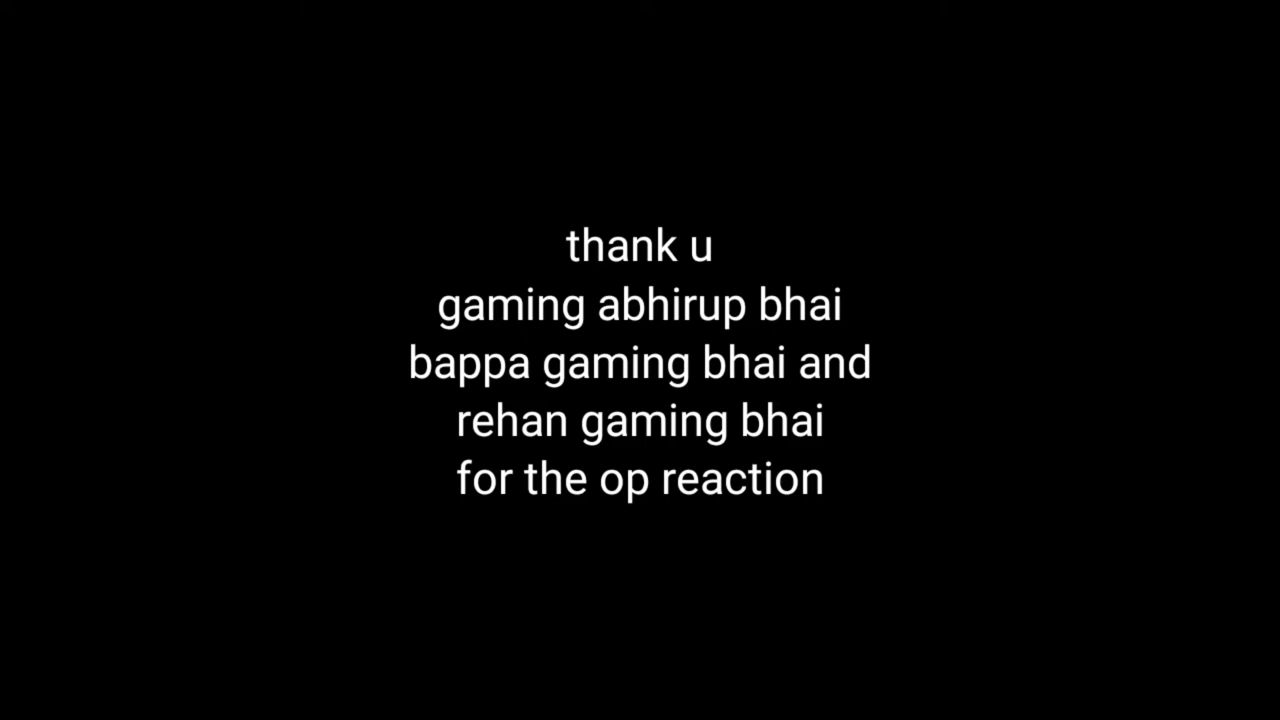 thank u
gaming abhirup bhai
bappa gaming bhai and
rehan gaming bhai
for the op reaction